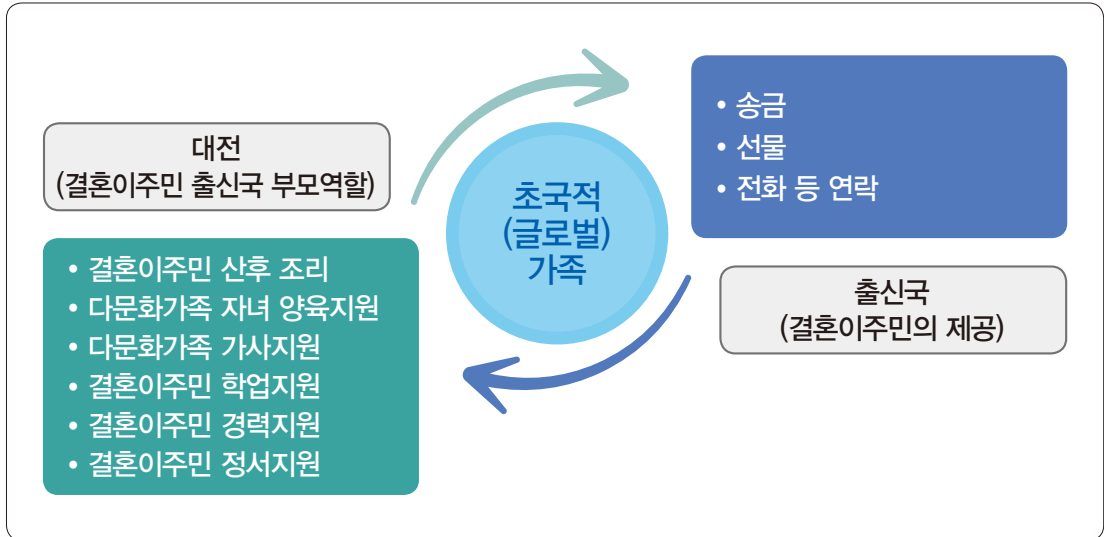 대전
(결혼이주민 출신국 부모역할)
• 결혼이주민 산후 조리
• 다문화가족 자녀 양육지원
• 다문화가족 가사지원
• 결혼이주민 학업지원
• 결혼이주민 경력지원
• 결혼이주민 정서지원
초국적
(글로벌)
가족
• 송금
• 선물
• 전화 등 연락
출신국
(결혼이주민의 제공)